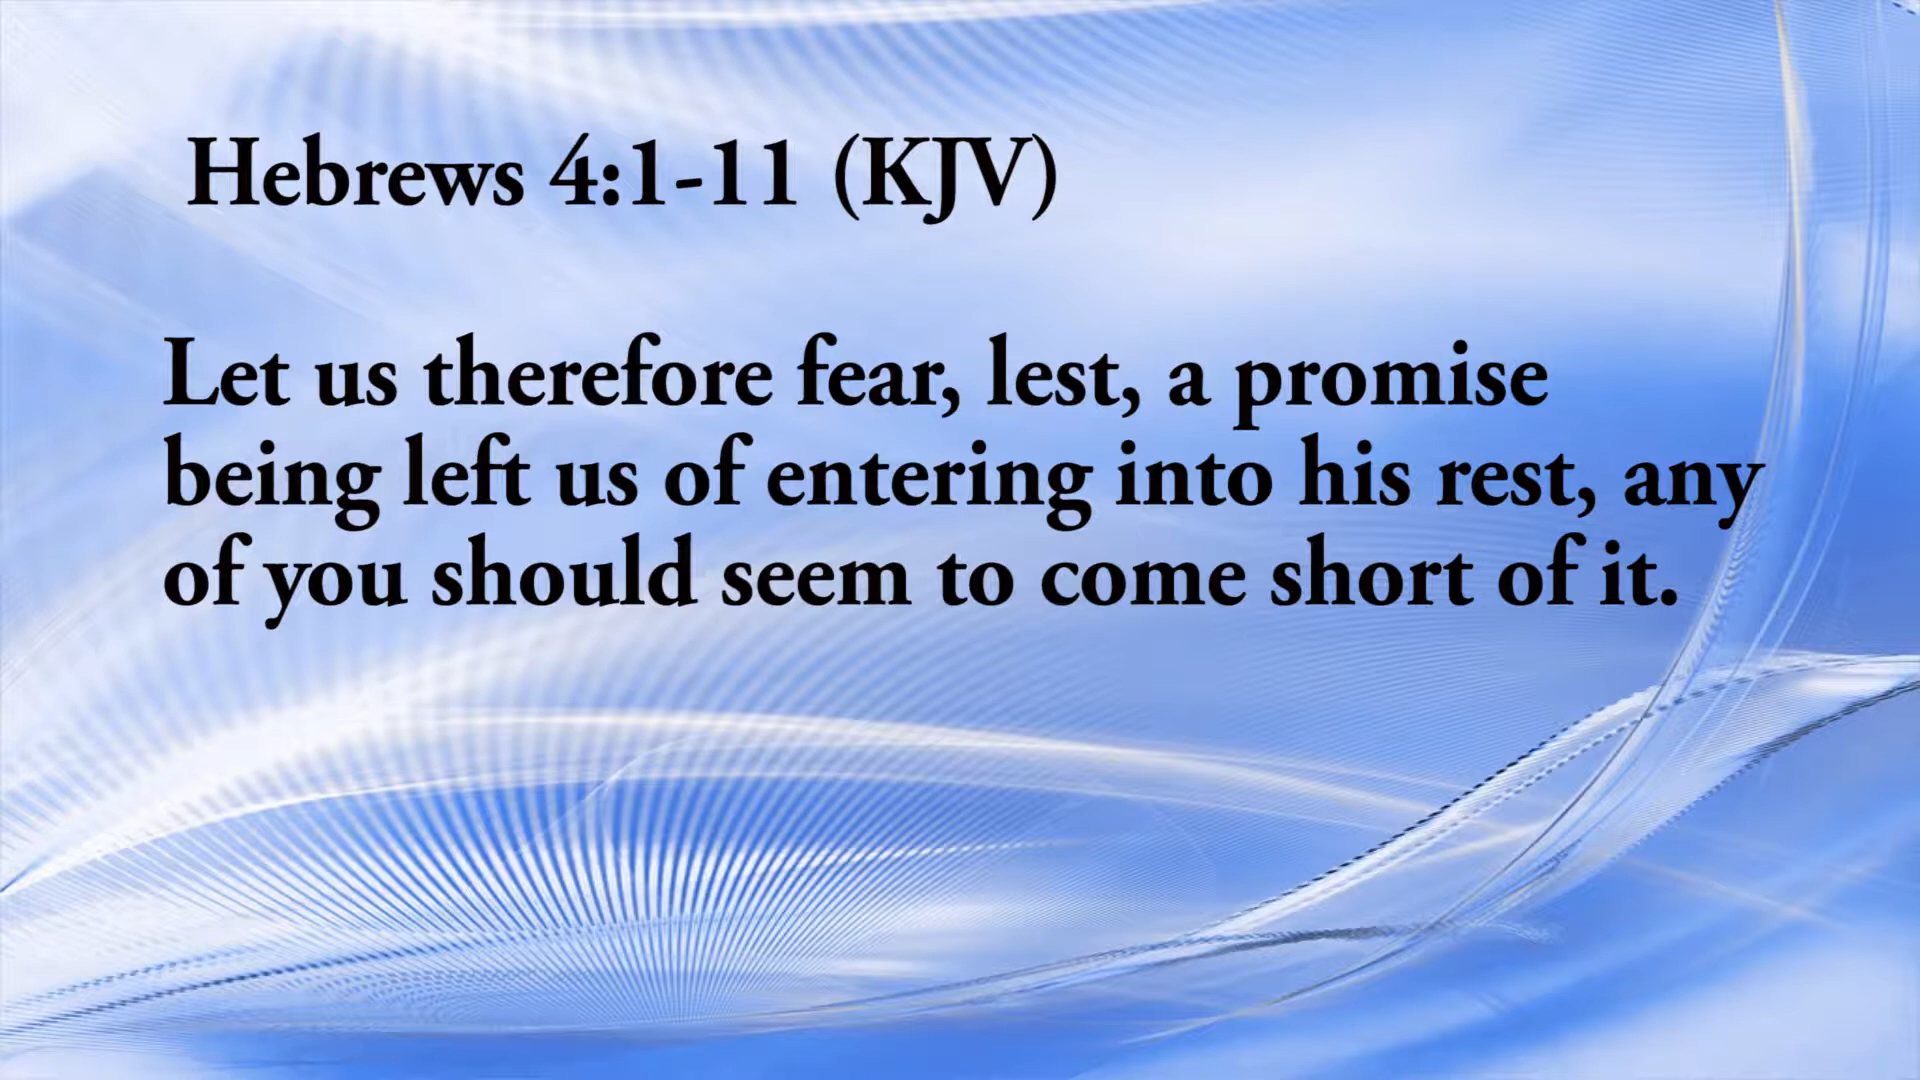 Hebrews 4:1-11 (KJV)
Let us therefore fear, lest, a promise
being left us of entering into his rest, any
of you should seem to come short of it.